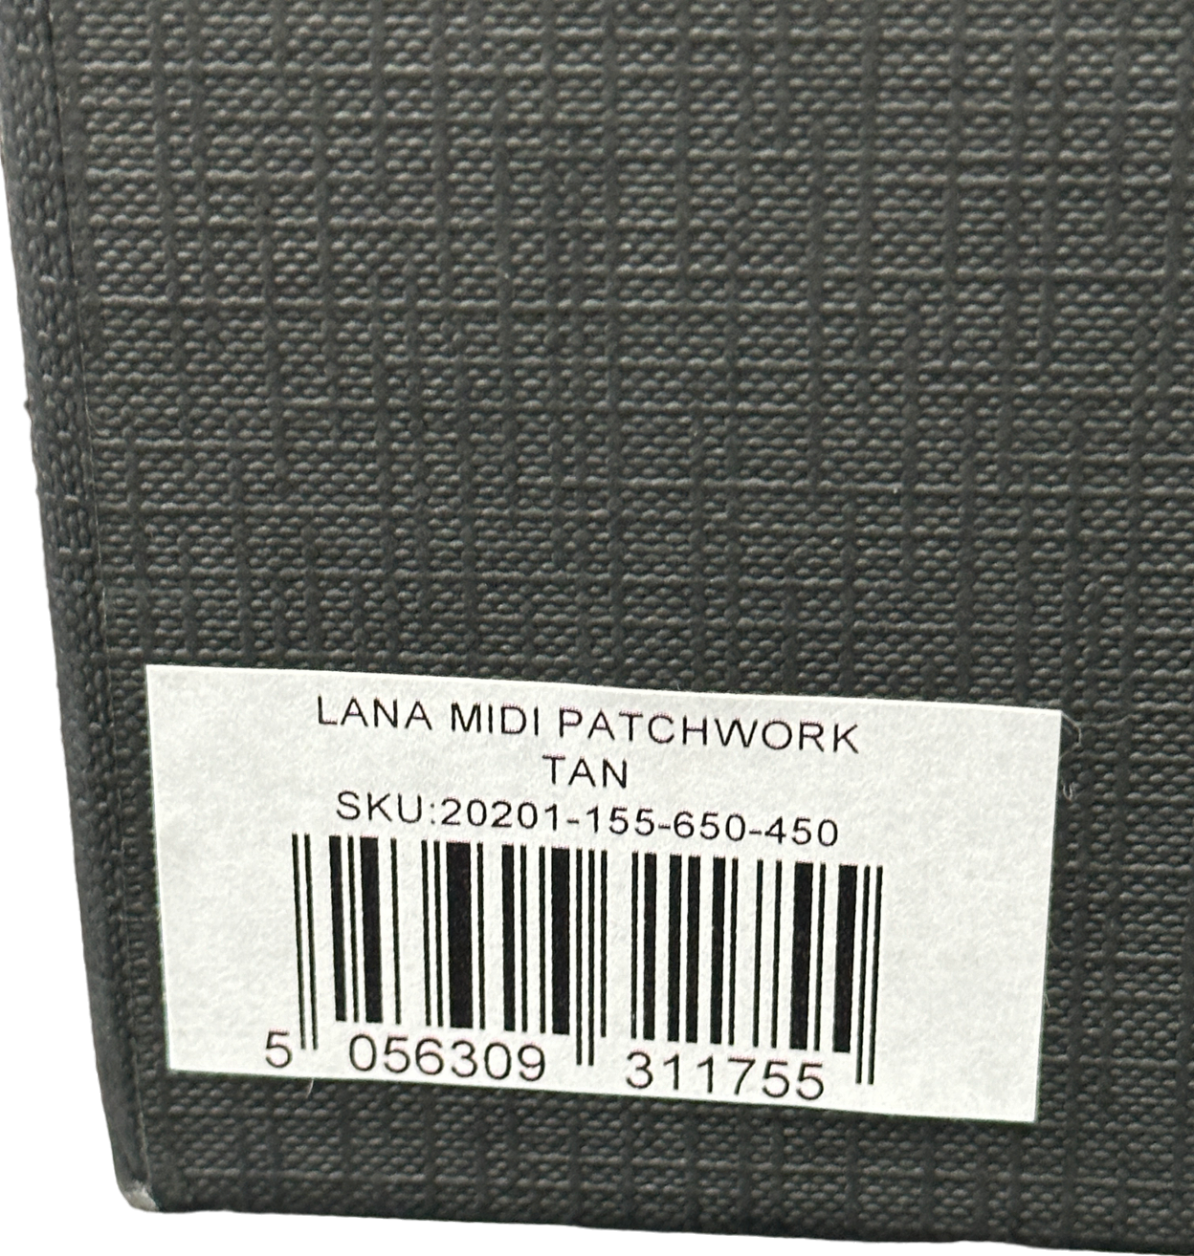 LANA MIDI PATCHWORK
TAN
SKU:20201-155-650-450
5 056309 311755